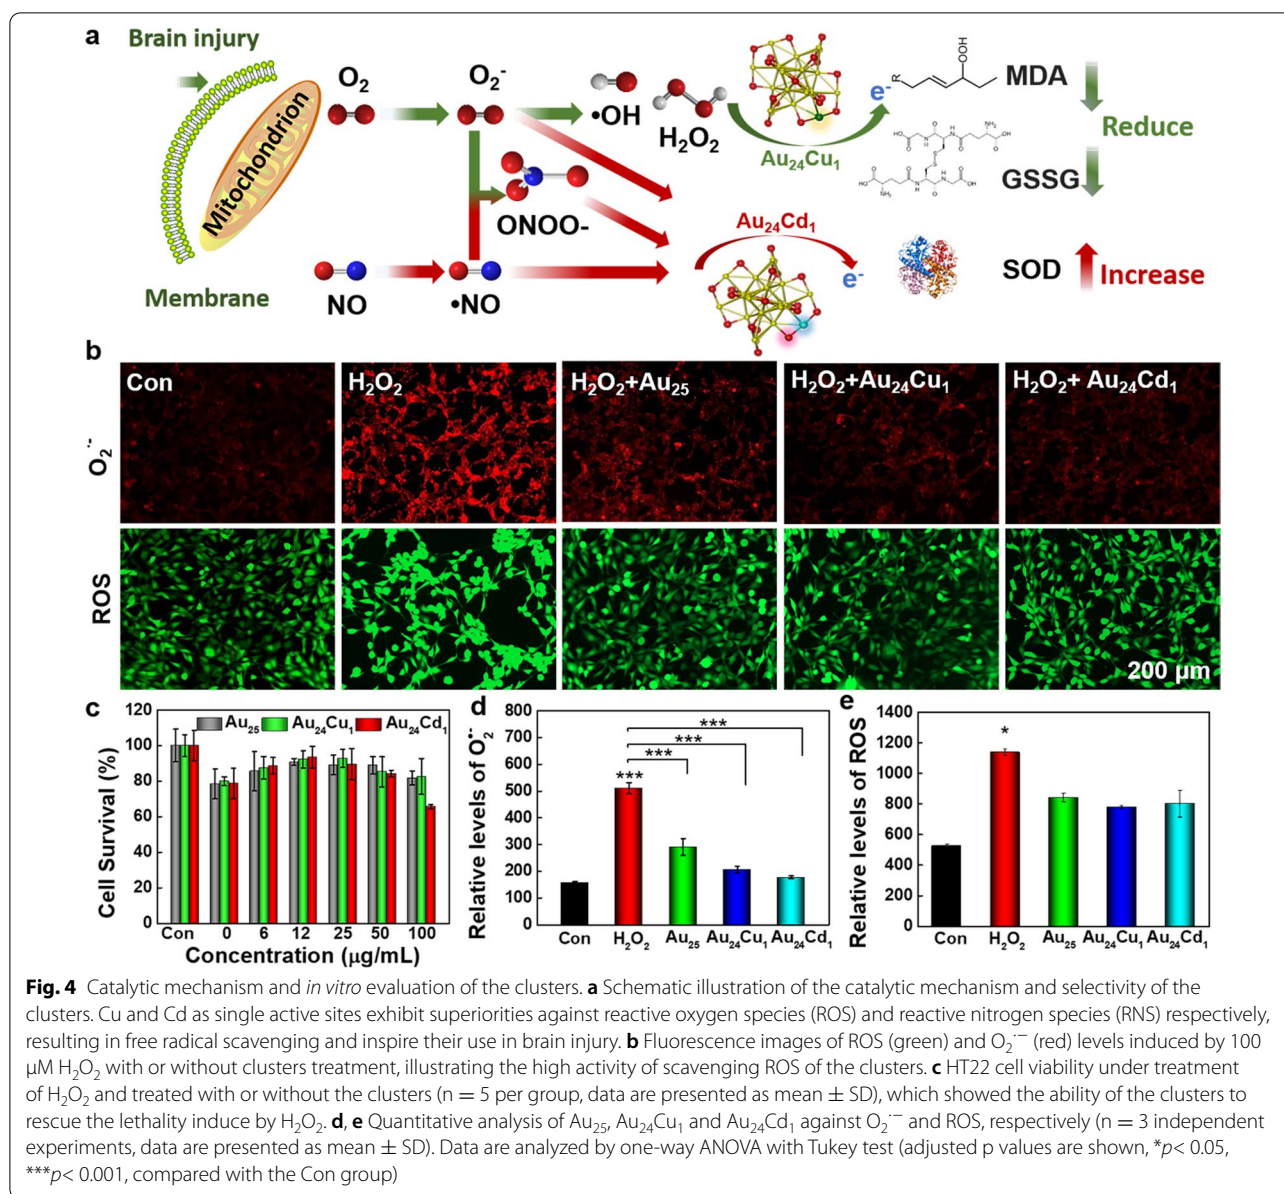 a
Brain injury
Mitochondrion
Membrane
O₂
O₂⁻
•OH
H₂O₂
Au₂₄Cu₁
e⁻
R
OOH
MDA
Reduce
GSSG
HO
O
NH₂
OH
H
N
S
ONOO-
NO
•NO
Au₂₄Cd₁
e⁻
SOD
Increase
b
Con
H₂O₂
H₂O₂+Au₂₅
H₂O₂+Au₂₄Cu₁
H₂O₂+ Au₂₄Cd₁
O₂·⁻
ROS
200 μm
c
120
100
80
60
40
20
0
Cell Survival (%)
Au₂₅
Au₂₄Cu₁
Au₂₄Cd₁
Con 0 6 12 25 50 100
Concentration (μg/mL)
d
800
700
600
500
400
300
200
100
0
Relative levels of O₂•⁻
***
***
***
***
Con H₂O₂ Au₂₅ Au₂₄Cu₁ Au₂₄Cd₁
e
1400
1200
1000
800
600
400
200
0
Relative levels of ROS
*
Con H₂O₂ Au₂₅ Au₂₄Cu₁ Au₂₄Cd₁
Fig. 4 Catalytic mechanism and in vitro evaluation of the clusters. a Schematic illustration of the catalytic mechanism and selectivity of the
clusters. Cu and Cd as single active sites exhibit superiorities against reactive oxygen species (ROS) and reactive nitrogen species (RNS) respectively,
resulting in free radical scavenging and inspire their use in brain injury. b Fluorescence images of ROS (green) and O₂·⁻ (red) levels induced by 100
μM H₂O₂ with or without clusters treatment, illustrating the high activity of scavenging ROS of the clusters. c HT22 cell viability under treatment
of H₂O₂ and treated with or without the clusters (n = 5 per group, data are presented as mean ± SD), which showed the ability of the clusters to
rescue the lethality induce by H₂O₂. d, e Quantitative analysis of Au₂₅, Au₂₄Cu₁ and Au₂₄Cd₁ against O₂·⁻ and ROS, respectively (n = 3 independent
experiments, data are presented as mean ± SD). Data are analyzed by one-way ANOVA with Tukey test (adjusted p values are shown, *p< 0.05,
***p< 0.001, compared with the Con group)